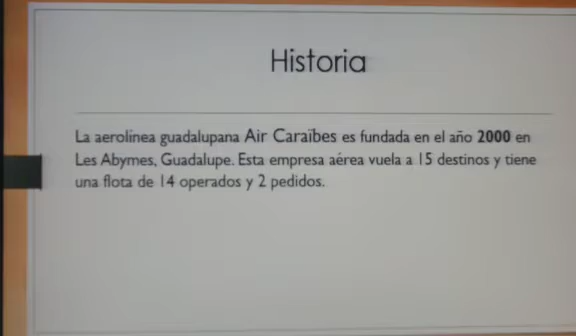 Historia
La aerolínea guadalupana Air Caraïbes es fundada en el año 2000 en
Les Abymes, Guadalupe. Esta empresa aérea vuela a 15 destinos y tiene
una flota de 14 operados y 2 pedidos.